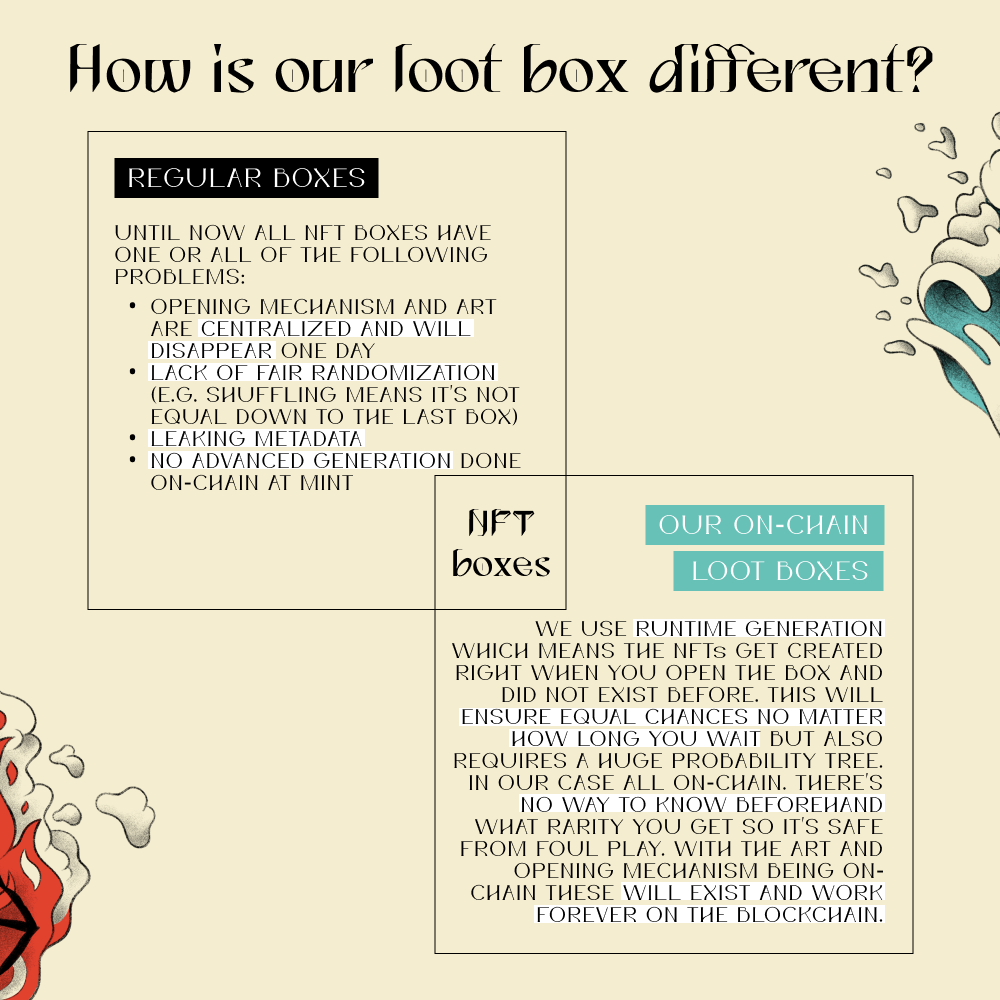 How is our loot box different?
REGULAR BOXES
UNTIL NOW ALL NFT BOXES HAVE
ONE OR ALL OF THE FOLLOWING
PROBLEMS:
• OPENING MECHANISM AND ART
ARE CENTRALIZED AND WILL
DISAPPEAR ONE DAY
• LACK OF FAIR RANDOMIZATION
(E.G. SHUFFLING MEANS IT'S NOT
EQUAL DOWN TO THE LAST BOX)
• LEAKING METADATA
• NO ADVANCED GENERATION DONE
ON-CHAIN AT MINT
NFT
boxes
OUR ON-CHAIN
LOOT BOXES
WE USE RUNTIME GENERATION
WHICH MEANS THE NFTs GET CREATED
RIGHT WHEN YOU OPEN THE BOX AND
DID NOT EXIST BEFORE. THIS WILL
ENSURE EQUAL CHANCES NO MATTER
HOW LONG YOU WAIT BUT ALSO
REQUIRES A HUGE PROBABILITY TREE.
IN OUR CASE ALL ON-CHAIN. THERE'S
NO WAY TO KNOW BEFOREHAND
WHAT RARITY YOU GET SO IT'S SAFE
FROM FOUL PLAY. WITH THE ART AND
OPENING MECHANISM BEING ON-
CHAIN THESE WILL EXIST AND WORK
FOREVER ON THE BLOCKCHAIN.